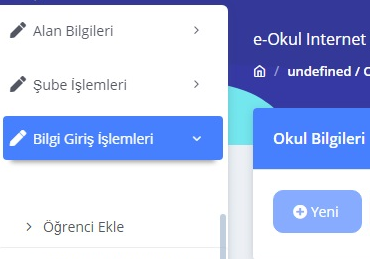 Alan Bilgileri
Şube İşlemleri
Bilgi Giriş İşlemleri
Öğrenci Ekle
e-Okul Internet
/ undefined / O
Okul Bilgileri
Yeni